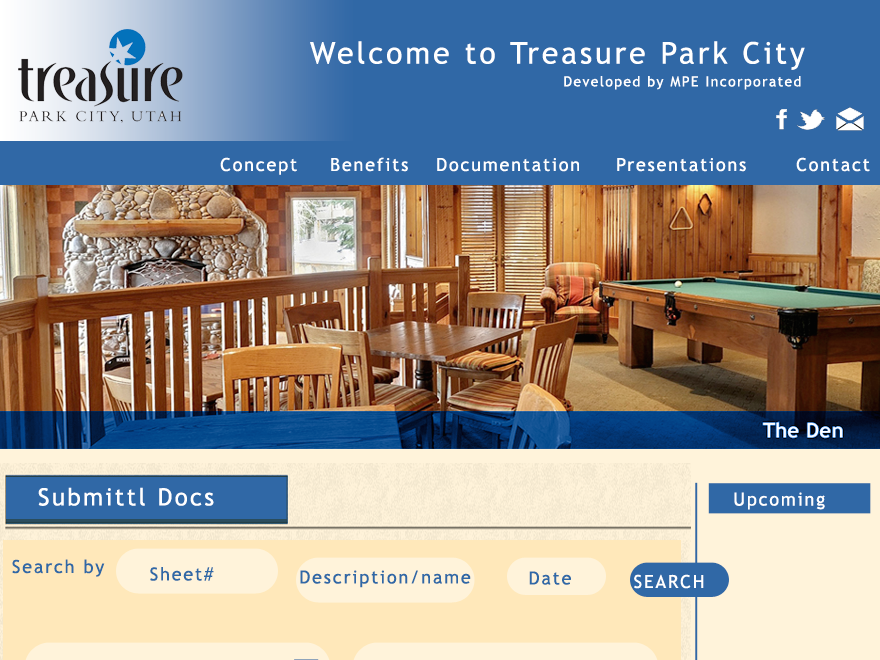 treasure
PARK CITY, UTAH
Welcome to Treasure Park City
Developed by MPE Incorporated
f
Concept Benefits Documentation Presentations Contact
The Den
Submittl Docs
Upcoming
Search by Sheet# Description/name Date SEARCH